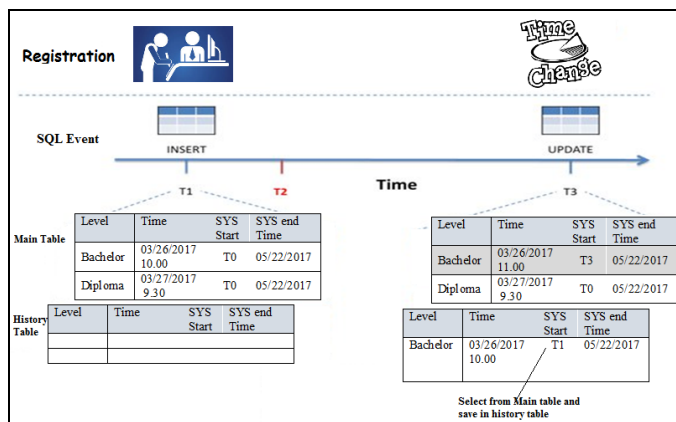 Registration
Time
Change
SQL Event
INSERT
UPDATE
T1
T2
Time
T3
Main Table
Level Time SYS Start SYS end Time
Bachelor 03/26/2017 10.00 T0 05/22/2017
Diploma 03/27/2017 9.30 T0 05/22/2017
History Table
Level Time SYS Start SYS end Time
Level Time SYS Start SYS end Time
Bachelor 03/26/2017 11.00 T3 05/22/2017
Diploma 03/27/2017 9.30 T0 05/22/2017
Level Time SYS Start SYS end Time
Bachelor 03/26/2017 10.00 T1 05/22/2017
Select from Main table and
save in history table